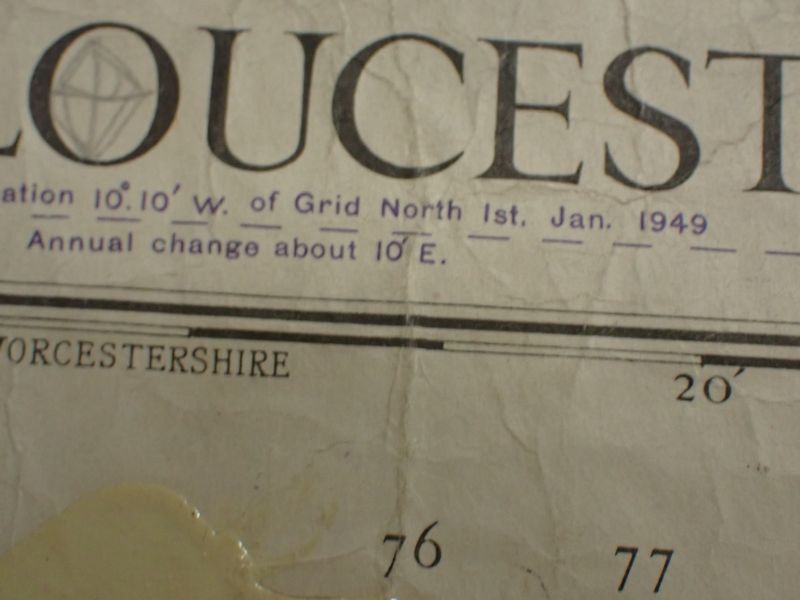 LOUCEST
ation 10°.10′ W. of Grid North 1st. Jan. 1949
Annual change about 10′ E.
WORCESTERSHIRE
20′
76
77